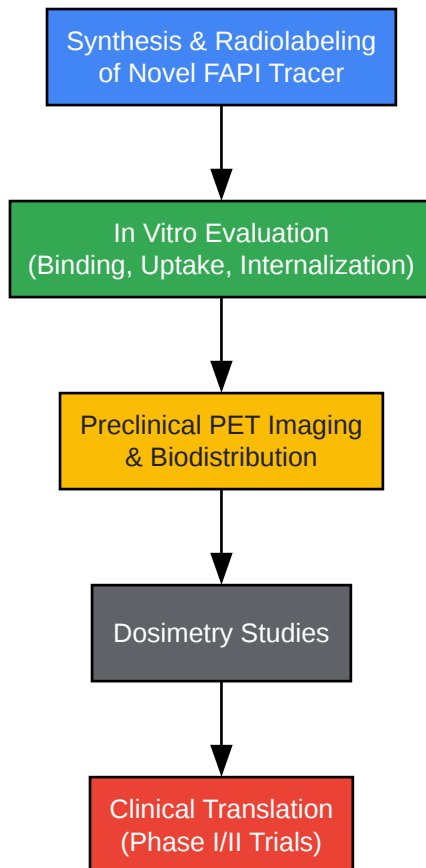 Synthesis & Radiolabeling
of Novel FAPI Tracer
In Vitro Evaluation
(Binding, Uptake, Internalization)
Preclinical PET Imaging
& Biodistribution
Dosimetry Studies
Clinical Translation
(Phase I/II Trials)